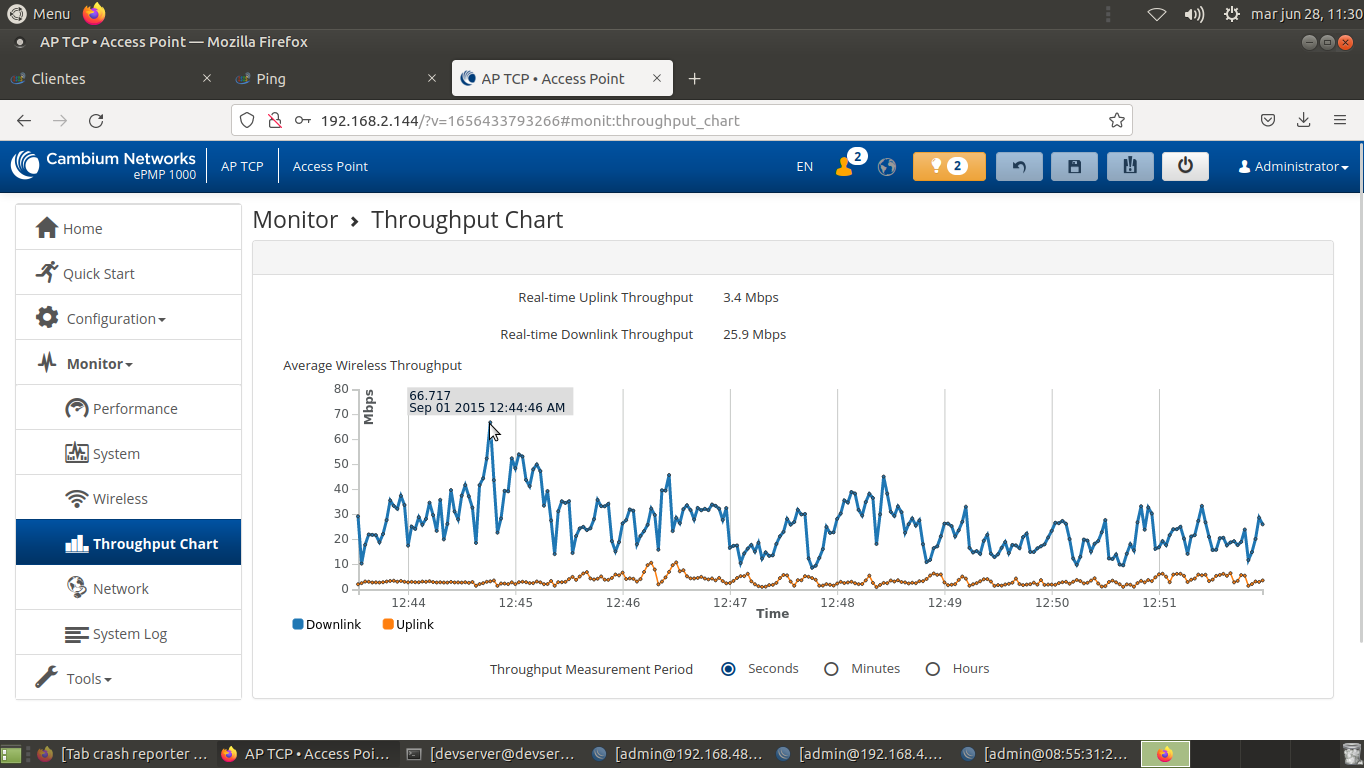 Menu
mar jun 28, 11:30
AP TCP • Access Point — Mozilla Firefox
Clientes
Ping
AP TCP • Access Point
192.168.2.144/?v=1656433793266#monit:throughput_chart
Cambium Networks
ePMP 1000
AP TCP
Access Point
EN
2
2
Administrator
Home
Quick Start
Configuration
Monitor
Performance
System
Wireless
Throughput Chart
Network
System Log
Tools
Monitor > Throughput Chart
Real-time Uplink Throughput 3.4 Mbps
Real-time Downlink Throughput 25.9 Mbps
Average Wireless Throughput
80
70
60
50
40
30
20
10
0
Mbps
66.717
Sep 01 2015 12:44:46 AM
12:44 12:45 12:46 12:47 12:48 12:49 12:50 12:51
Time
Downlink Uplink
Throughput Measurement Period Seconds Minutes Hours
[Tab crash reporter ...
AP TCP • Access Poi...
[devserver@devser...
[admin@192.168.48...
[admin@192.168.4....
[admin@08:55:31:2...